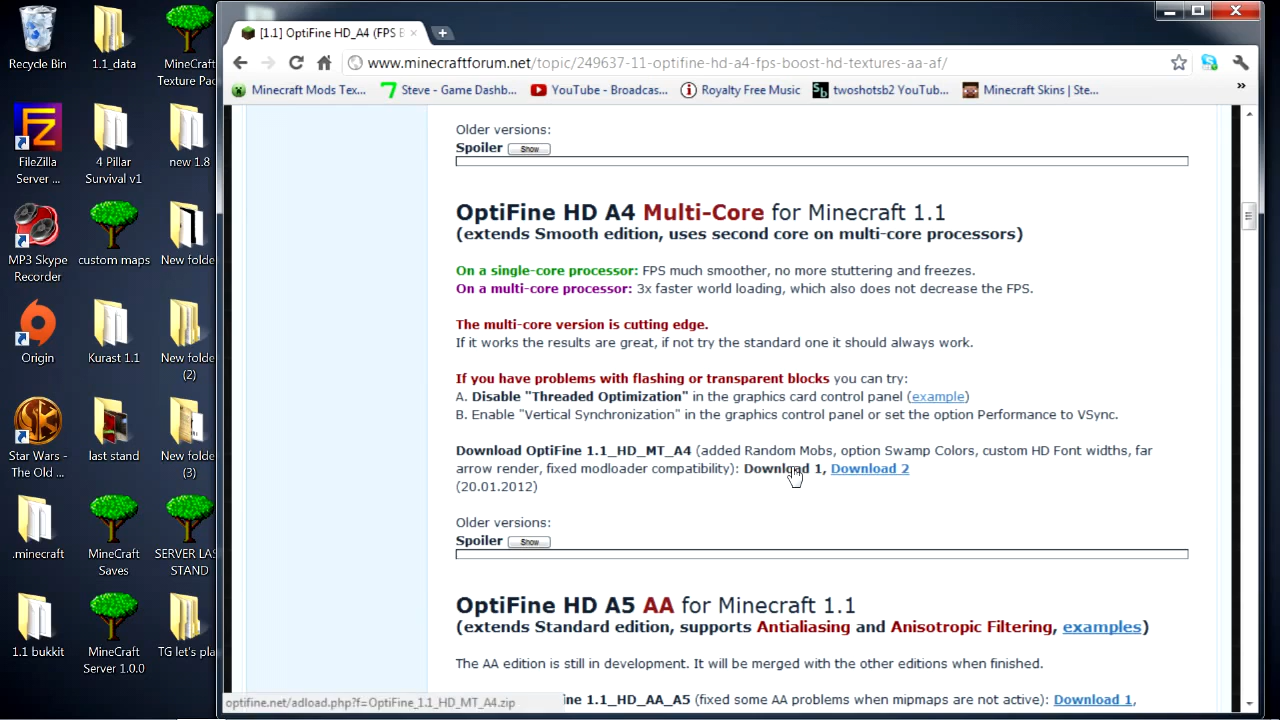 Recycle Bin
1.1_data
MineCraft
Texture Pac
FileZilla
Server ...
4 Pillar
Survival v1
new 1.8
MP3 Skype
Recorder
custom maps
New folde
Origin
Kurast 1.1
New folde
(2)
Star Wars -
The Old ...
last stand
New folde
(3)
.minecraft
MineCraft
Saves
SERVER LAS
STAND
1.1 bukkit
MineCraft
Server 1.0.0
TG let's pla
[1.1] OptiFine HD_A4 (FPS B
www.minecraftforum.net/topic/249637-11-optifine-hd-a4-fps-boost-hd-textures-aa-af/
Minecraft Mods Tex...
Steve - Game Dashb...
YouTube - Broadcas...
Royalty Free Music
twoshotsb2 YouTub...
Minecraft Skins | Ste...
Older versions:
Spoiler Show
OptiFine HD A4 Multi-Core for Minecraft 1.1
(extends Smooth edition, uses second core on multi-core processors)
On a single-core processor: FPS much smoother, no more stuttering and freezes.
On a multi-core processor: 3x faster world loading, which also does not decrease the FPS.
The multi-core version is cutting edge.
If it works the results are great, if not try the standard one it should always work.
If you have problems with flashing or transparent blocks you can try:
A. Disable "Threaded Optimization" in the graphics card control panel (example)
B. Enable "Vertical Synchronization" in the graphics control panel or set the option Performance to VSync.
Download OptiFine 1.1_HD_MT_A4 (added Random Mobs, option Swamp Colors, custom HD Font widths, far
arrow render, fixed modloader compatibility): Download 1, Download 2
(20.01.2012)
Older versions:
Spoiler Show
OptiFine HD A5 AA for Minecraft 1.1
(extends Standard edition, supports Antialiasing and Anisotropic Filtering, examples)
The AA edition is still in development. It will be merged with the other editions when finished.
ine 1.1_HD_AA_A5 (fixed some AA problems when mipmaps are not active): Download 1,
optifine.net/adload.php?f=OptiFine_1.1_HD_MT_A4.zip